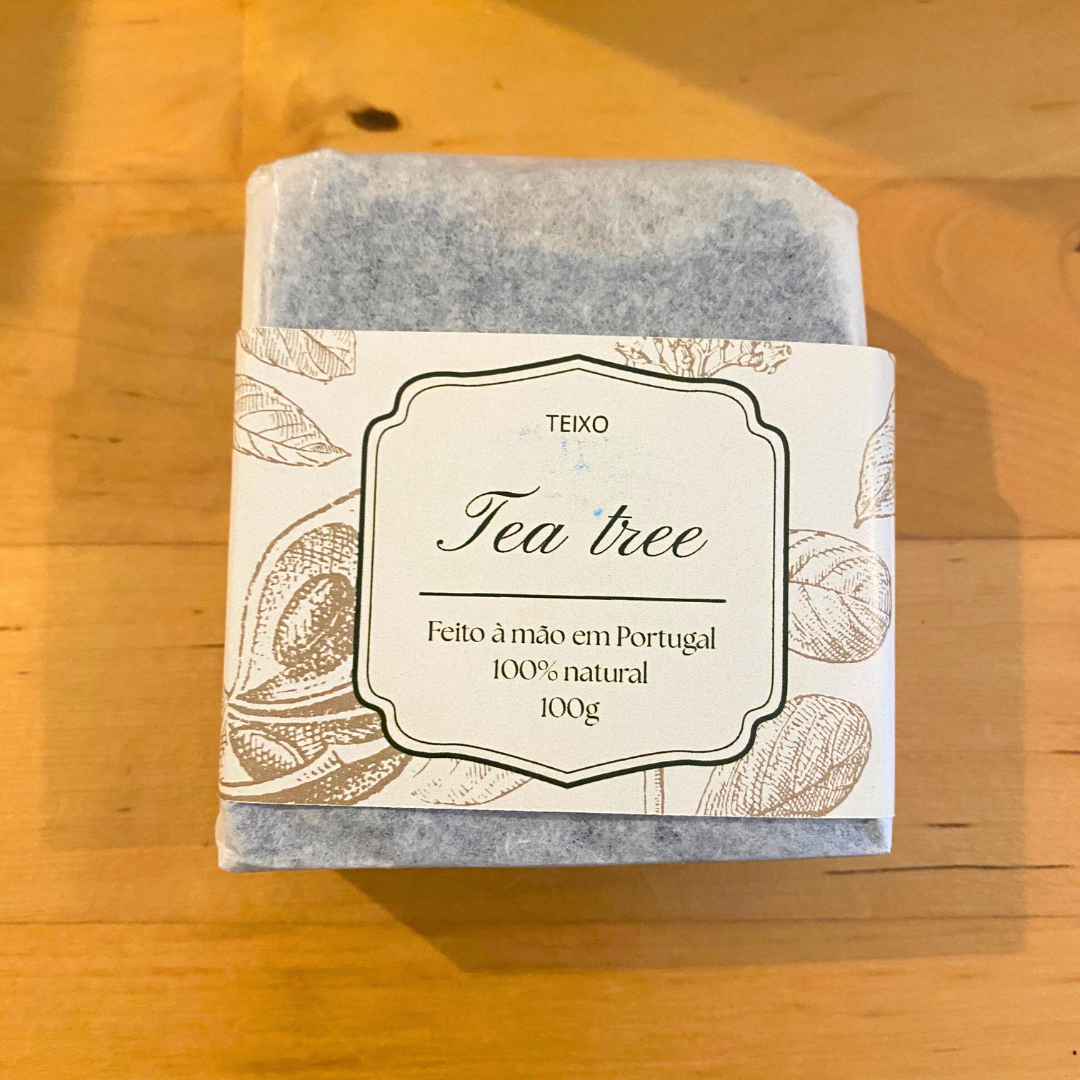 TEIXO
Tea tree
Feito à mão em Portugal
100% natural
100g